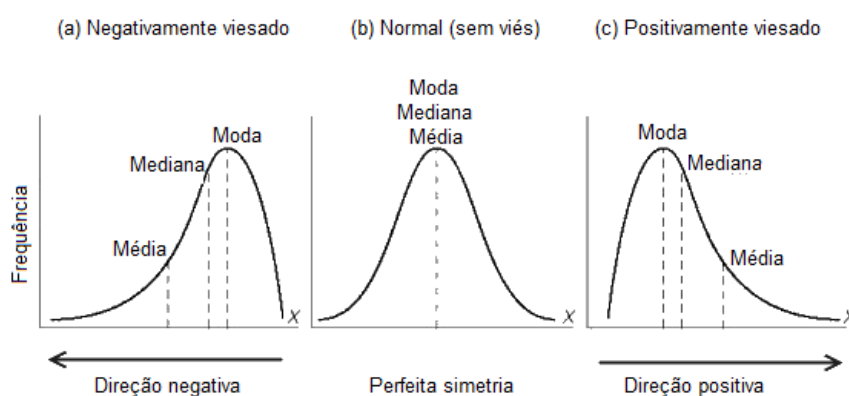 (a) Negativamente viesado
(b) Normal (sem viés)
(c) Positivamente viesado
Frequência
Média
Mediana
Moda
X
Moda
Mediana
Média
X
Moda
Mediana
Média
X
Direção negativa
Perfeita simetria
Direção positiva